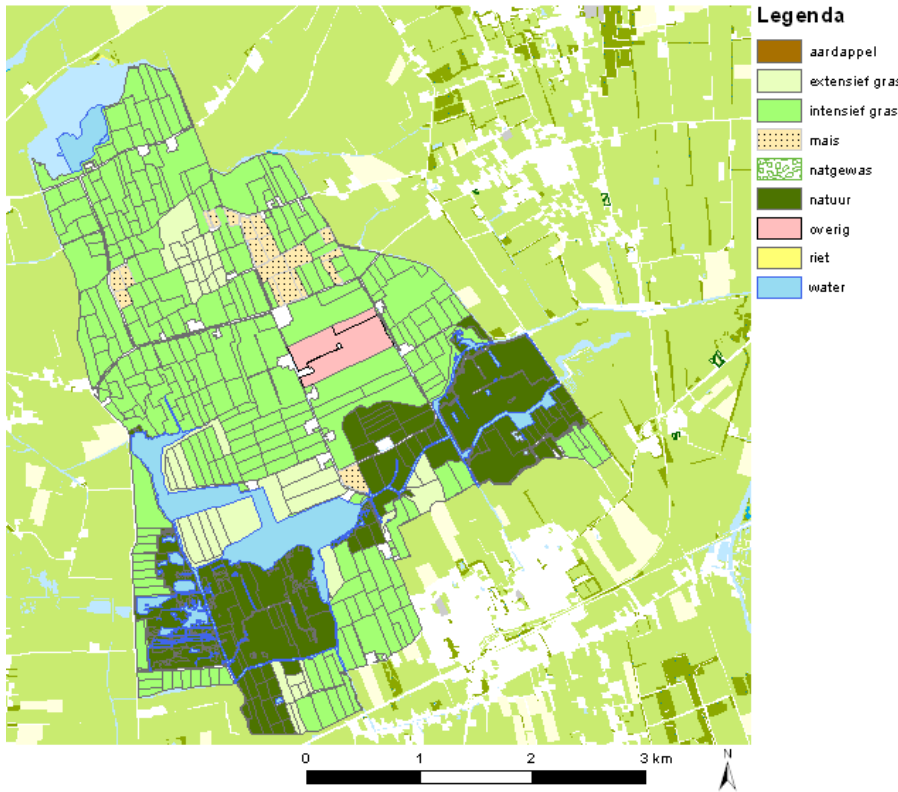 Legenda
aardappel
extensief gras
intensief gras
mais
natgewas
natuur
overig
riet
water
0 1 2 3 km
N